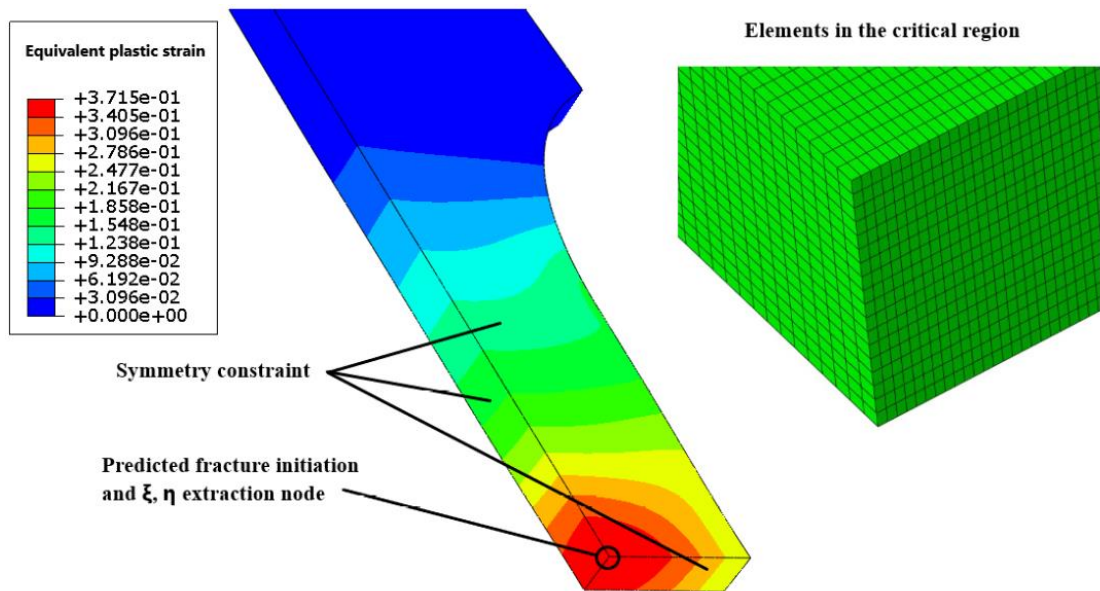 Elements in the critical region
Equivalent plastic strain
+3.715e-01
+3.405e-01
+3.096e-01
+2.786e-01
+2.477e-01
+2.167e-01
+1.858e-01
+1.548e-01
+1.238e-01
+9.288e-02
+6.192e-02
+3.096e-02
+0.000e+00
Symmetry constraint
Predicted fracture initiation
and ξ, η extraction node